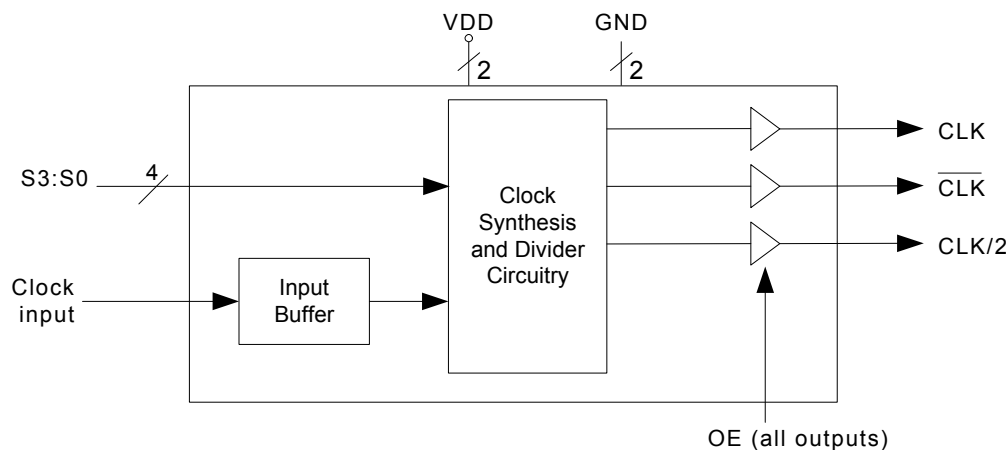 VDD
GND
2
2
S3:S0
4
Clock
Synthesis
and Divider
Circuitry
CLK
C̅L̅K̅
CLK/2
Clock
input
Input
Buffer
OE (all outputs)